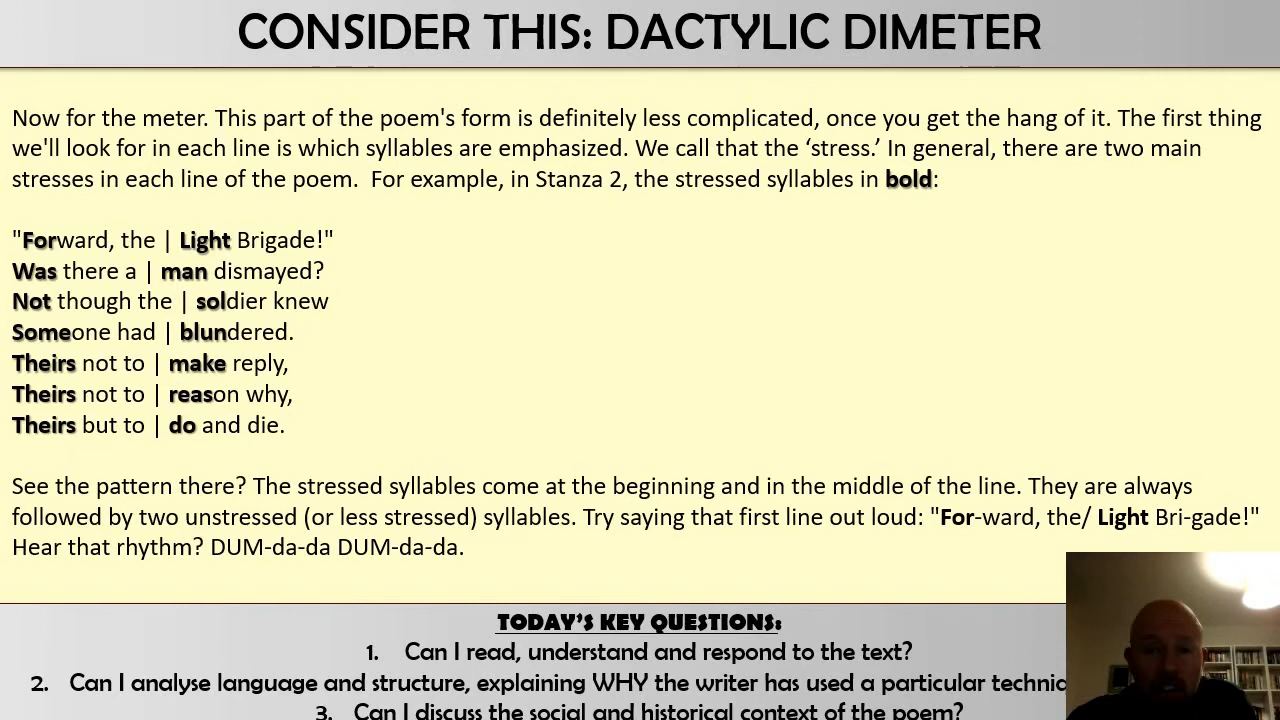 CONSIDER THIS: DACTYLIC DIMETER
Now for the meter. This part of the poem's form is definitely less complicated, once you get the hang of it. The first thing
we'll look for in each line is which syllables are emphasized. We call that the ‘stress.’ In general, there are two main
stresses in each line of the poem.  For example, in Stanza 2, the stressed syllables in bold:
"Forward, the | Light Brigade!"
Was there a | man dismayed?
Not though the | soldier knew
Someone had | blundered.
Theirs not to | make reply,
Theirs not to | reason why,
Theirs but to | do and die.
See the pattern there? The stressed syllables come at the beginning and in the middle of the line. They are always
followed by two unstressed (or less stressed) syllables. Try saying that first line out loud: "For-ward, the/ Light Bri-gade!"
Hear that rhythm? DUM-da-da DUM-da-da.
TODAY’S KEY QUESTIONS:
1. Can I read, understand and respond to the text?
2. Can I analyse language and structure, explaining WHY the writer has used a particular
3. Can I discuss the social and historical context of the poem?